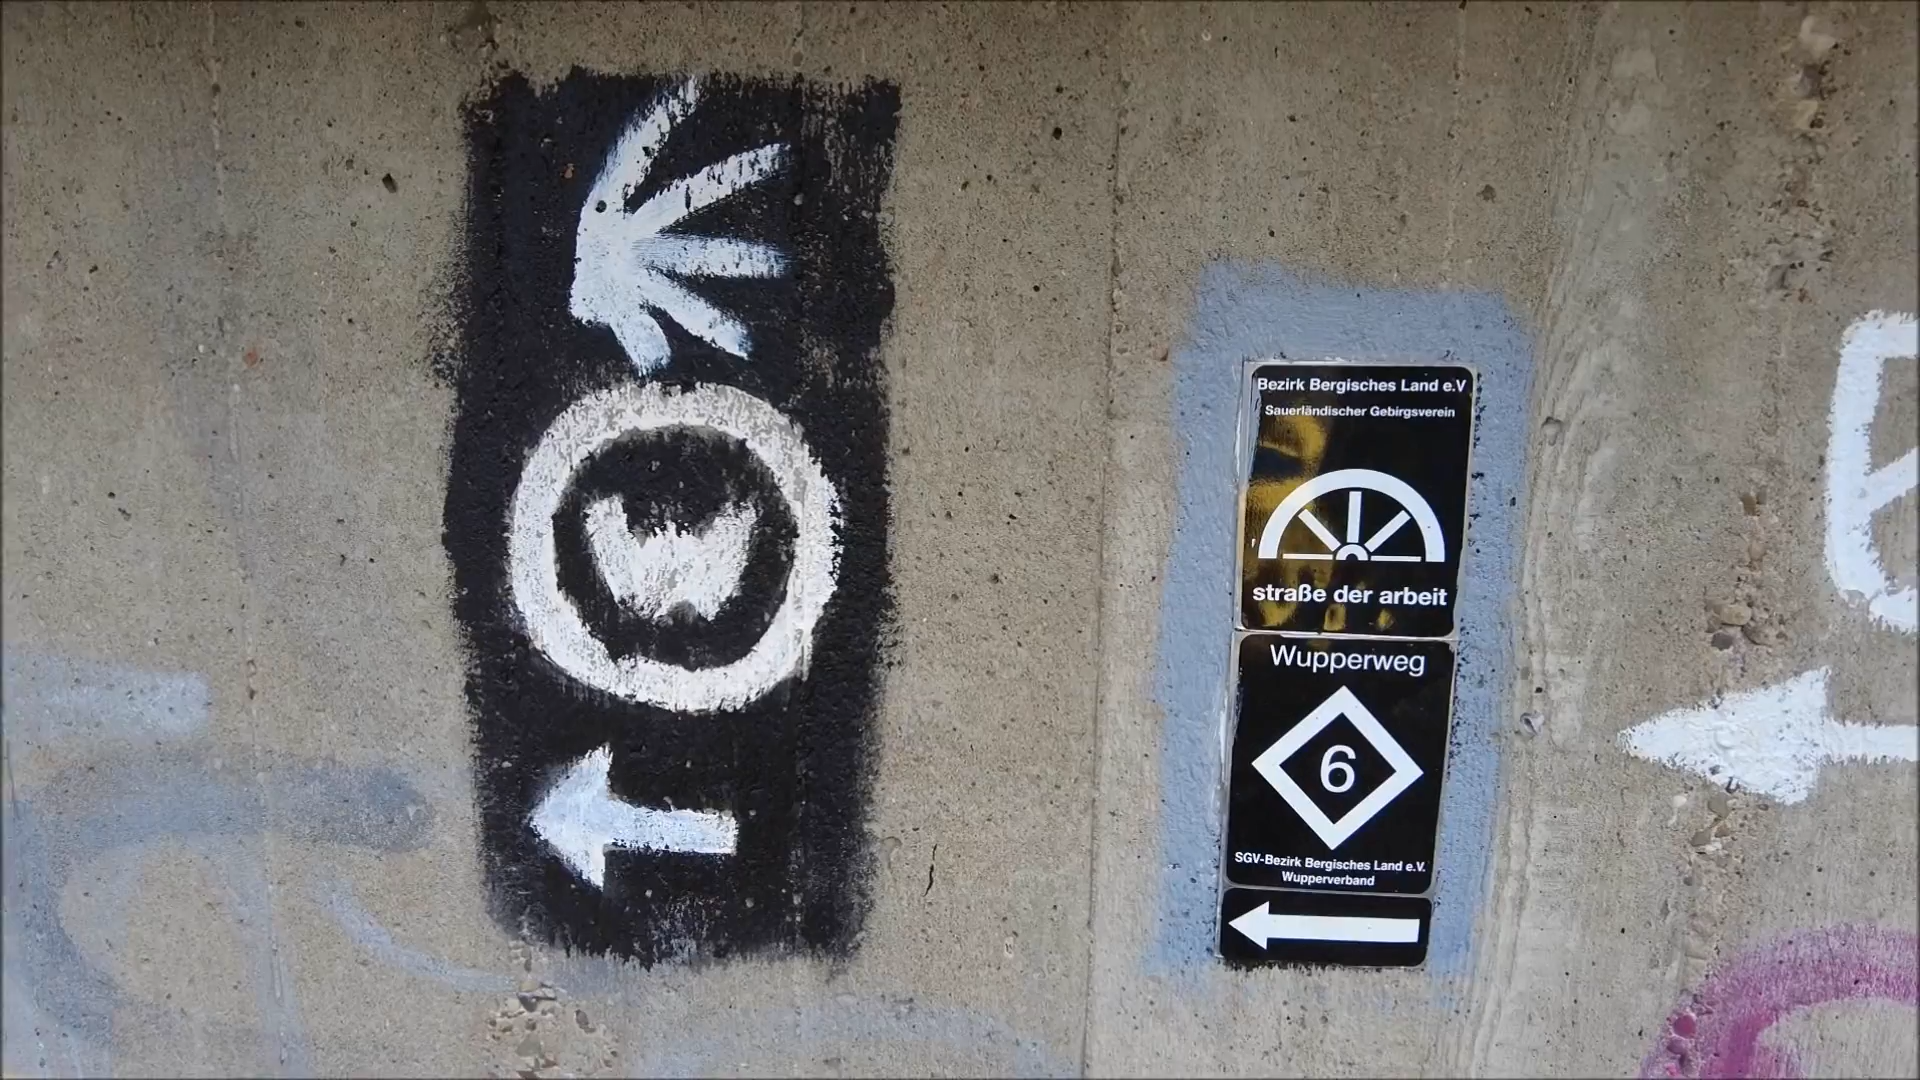 W
Bezirk Bergisches Land e.V
Sauerländischer Gebirgsverein
straße der arbeit
Wupperweg
6
SGV-Bezirk Bergisches Land e.V.
Wupperverband